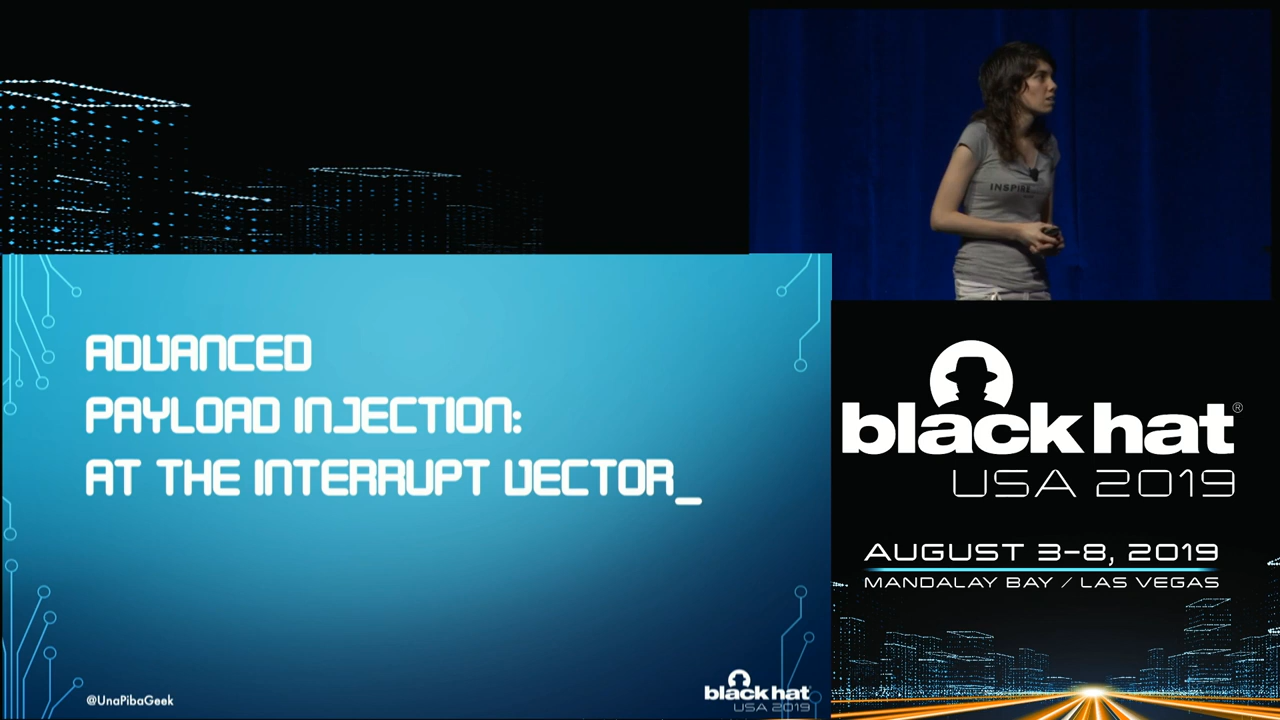 INSPIRE
ADVANCED
PAYLOAD INJECTION:
AT THE INTERRUPT VECTOR_
@UnaPibaGeek
black hat
USA 2019
black hat®
USA 2019
AUGUST 3-8, 2019
MANDALAY BAY / LAS VEGAS